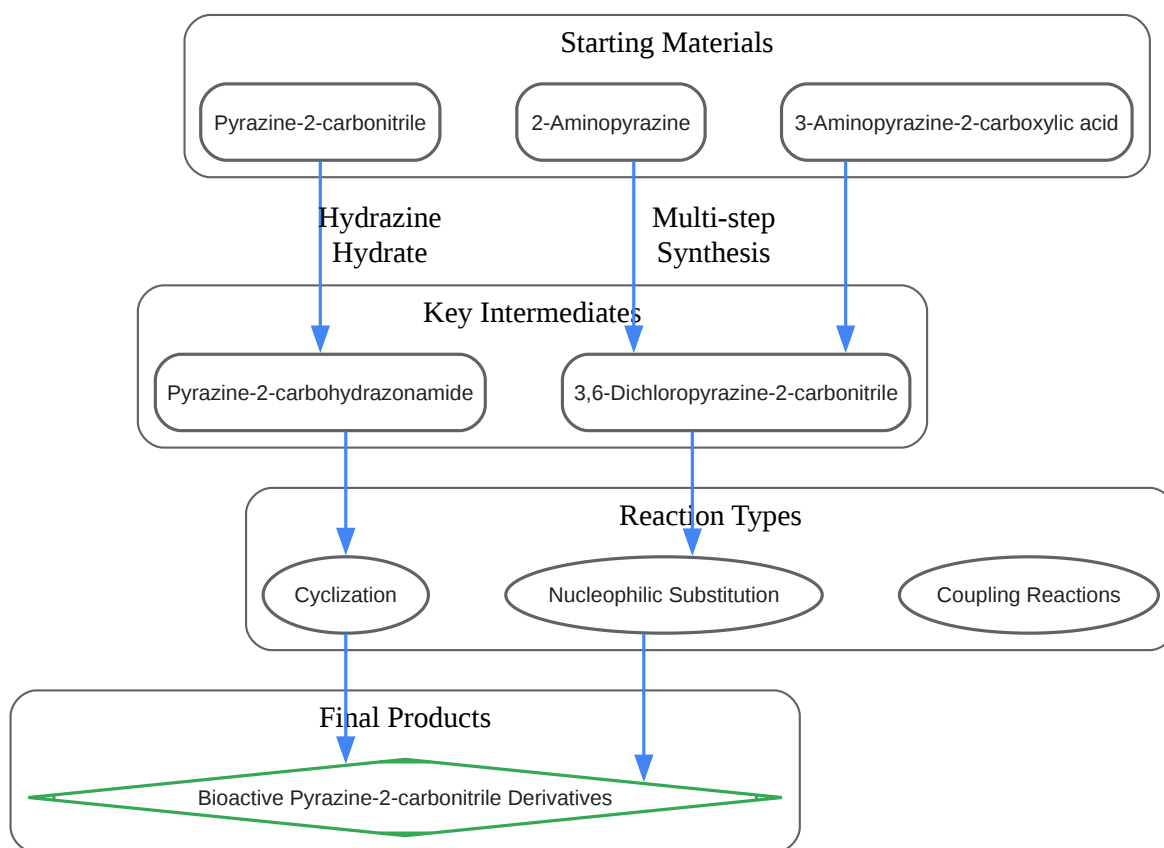 Starting Materials
Pyrazine-2-carbonitrile
2-Aminopyrazine
3-Aminopyrazine-2-carboxylic acid
Hydrazine
Hydrate
Multi-step
Synthesis
Key Intermediates
Pyrazine-2-carbohydrazonamide
3,6-Dichloropyrazine-2-carbonitrile
Reaction Types
Cyclization
Nucleophilic Substitution
Coupling Reactions
Final Products
Bioactive Pyrazine-2-carbonitrile Derivatives